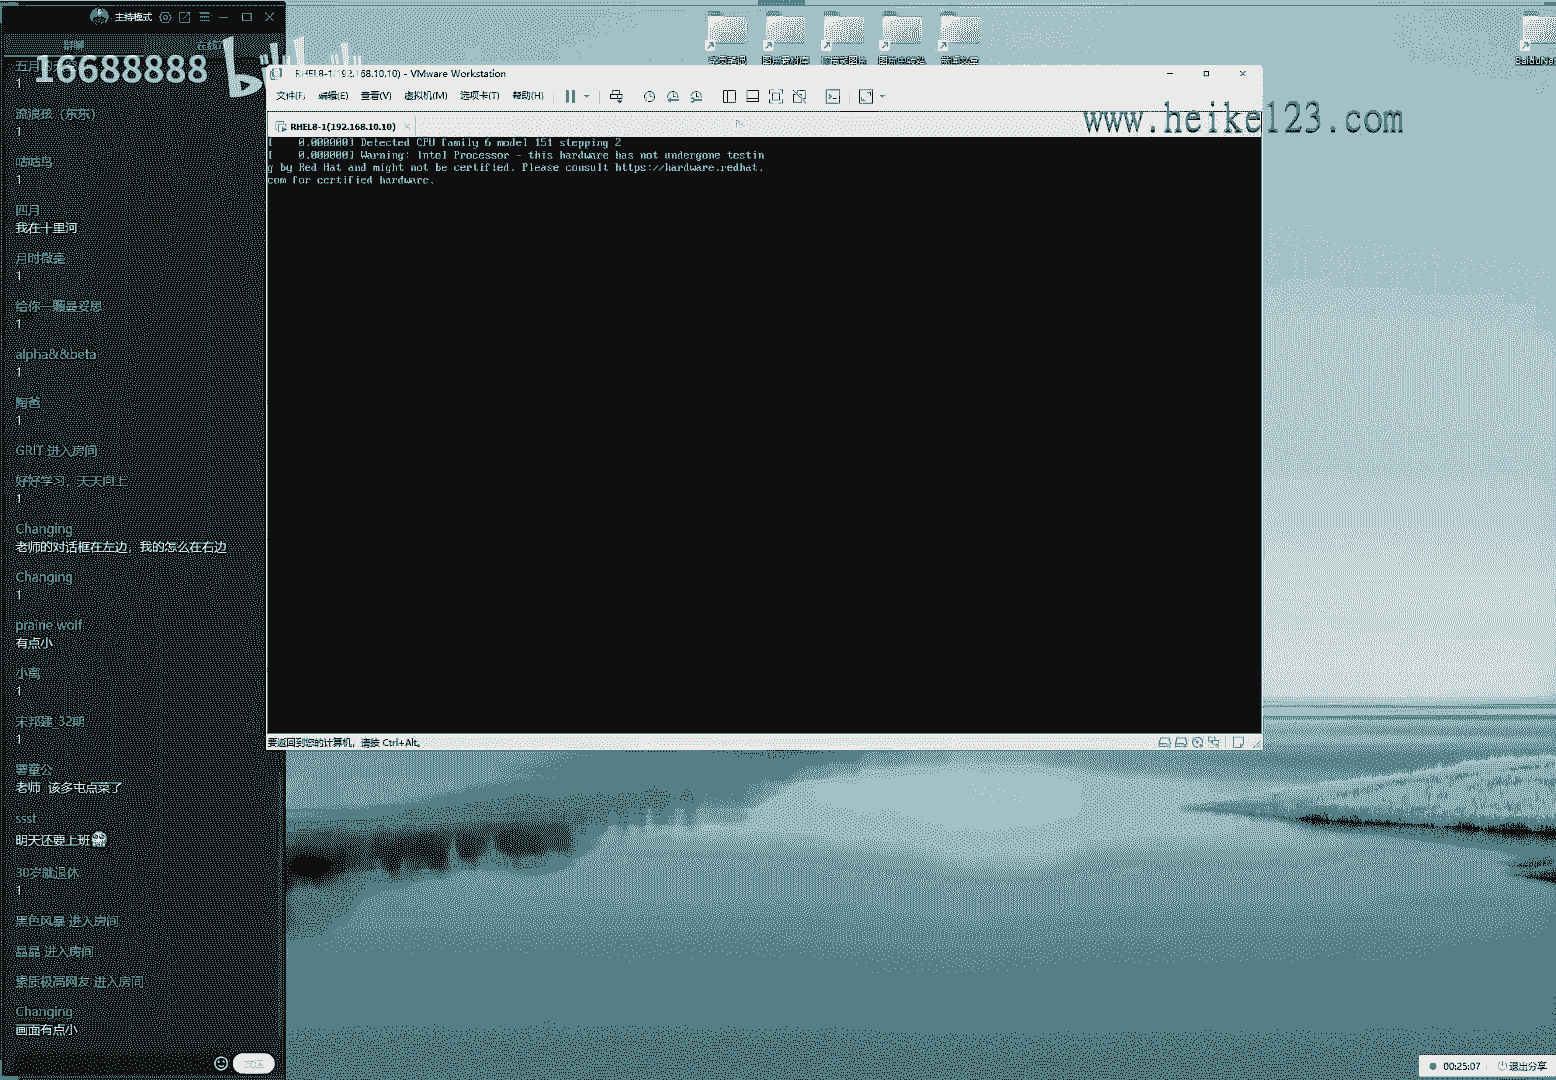 主持模式
16688888
五月
1
流浪孩（东东）
咕咕鸟
1
四月
我在十里河
月时微毫
1
给你一颗曼妥思
1
alpha&&beta
1
陶爸
1
GRIT 进入房间
好好学习，天天向上
1
Changing
老师的对话框在左边，我的怎么在右边
Changing
1
prairie wolf
有点小
小离
1
宋邦建 32期
1
署童公
老师 该多屯点菜了
ssst
明天还要上班
30岁就退休
1
黑色风暴 进入房间
晶晶 进入房间
素质极高网友 进入房间
Changing
画面有点小
RHEL8-1(192.168.10.10) - VMware Workstation
文件(F) 编辑(E) 查看(V) 虚拟机(M) 选项卡(T) 帮助(H)
RHEL8-1(192.168.10.10)
[    0.000000] Detected CPU family 6 model 151 stepping 2
[    0.000000] Warning: Intel Processor - this hardware has not undergone testin
g by Red Hat and might not be certified. Please consult https://hardware.redhat.
com for certified hardware.
要返回到您的计算机，请按 Ctrl+Alt。
www.heike123.com
00:25:07 退出分享